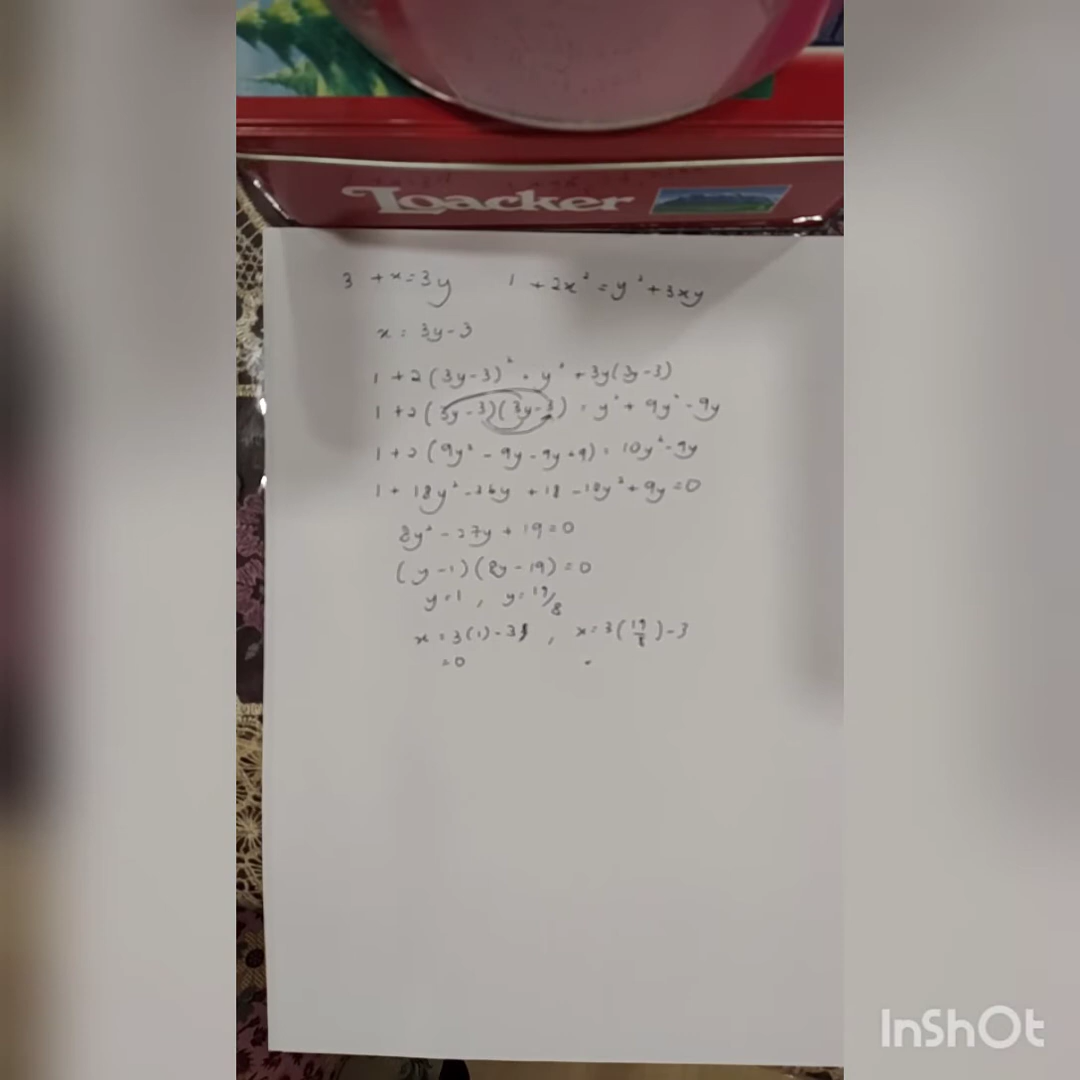 Loacker
3 + x = 3y    1 + 2x² = y² + 3xy
x = 3y - 3
1 + 2(3y-3)² = y² + 3y(3y-3)
1 + 2(3y-3)(3y-3) = y² + 9y² - 9y
1 + 2(9y² - 9y - 9y + 9) = 10y² - 9y
1 + 18y² - 36y + 18 - 10y² + 9y = 0
8y² - 27y + 19 = 0
(y - 1)(8y - 19) = 0
y = 1 , y = 19/8
x = 3(1) - 3 , x = 3(19/8) - 3
= 0
InShOt